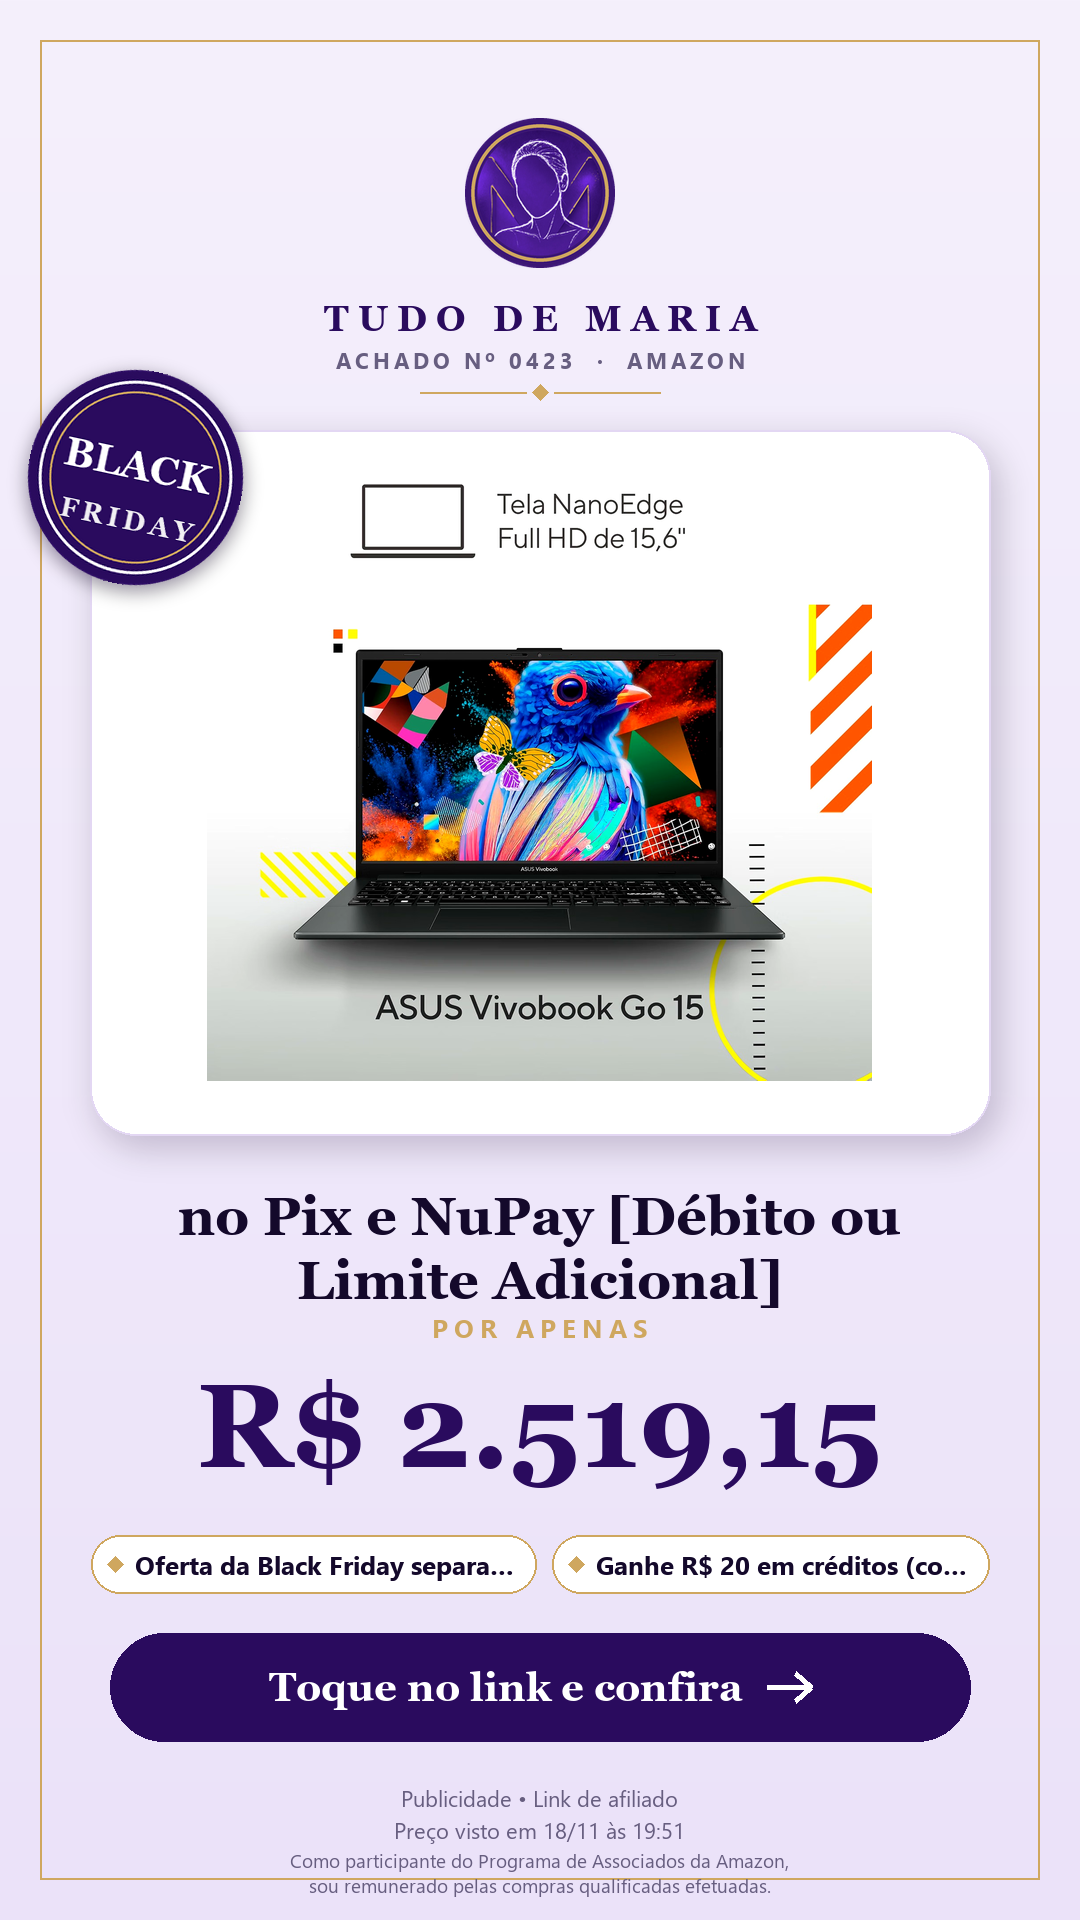 TUDO DE MARIA
ACHADO Nº 0423 · AMAZON
BLACK
FRIDAY
Tela NanoEdge
Full HD de 15,6"
ASUS Vivobook
ASUS Vivobook Go 15
no Pix e NuPay [Débito ou
Limite Adicional]
POR APENAS
R$ 2.519,15
Oferta da Black Friday separa...
Ganhe R$ 20 em créditos (co...
Toque no link e confira →
Publicidade • Link de afiliado
Preço visto em 18/11 às 19:51
Como participante do Programa de Associados da Amazon,
sou remunerado pelas compras qualificadas efetuadas.